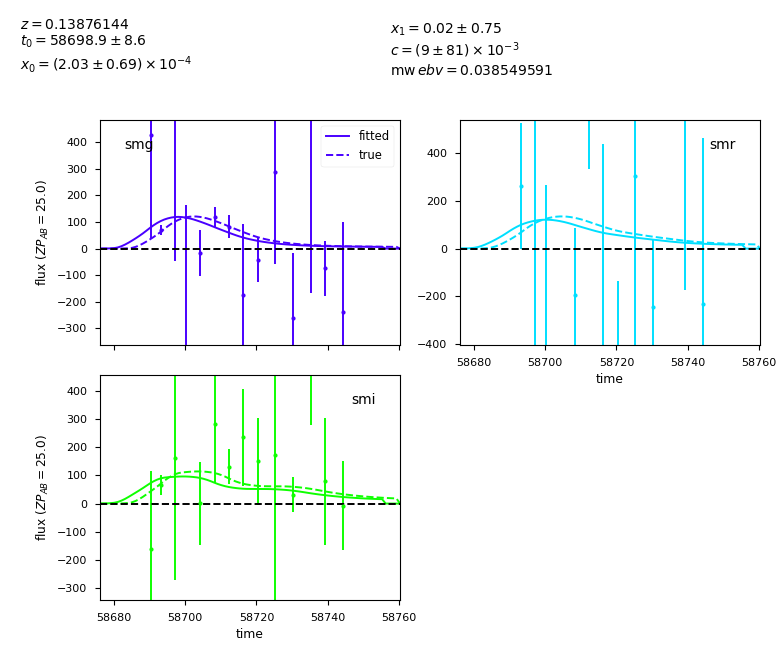 z = 0.13876144
t₀ = 58698.9 ± 8.6
x₀ = (2.03 ± 0.69) × 10⁻⁴
x₁ = 0.02 ± 0.75
c = (9 ± 81) × 10⁻³
mw ebv = 0.038549591
smg
fitted
true
400
300
200
100
0
−100
−200
−300
flux (ZP_AB = 25.0)
smr
400
200
0
−200
−400
58680 58700 58720 58740 58760
time
smi
400
300
200
100
0
−100
−200
−300
flux (ZP_AB = 25.0)
58680 58700 58720 58740 58760
time